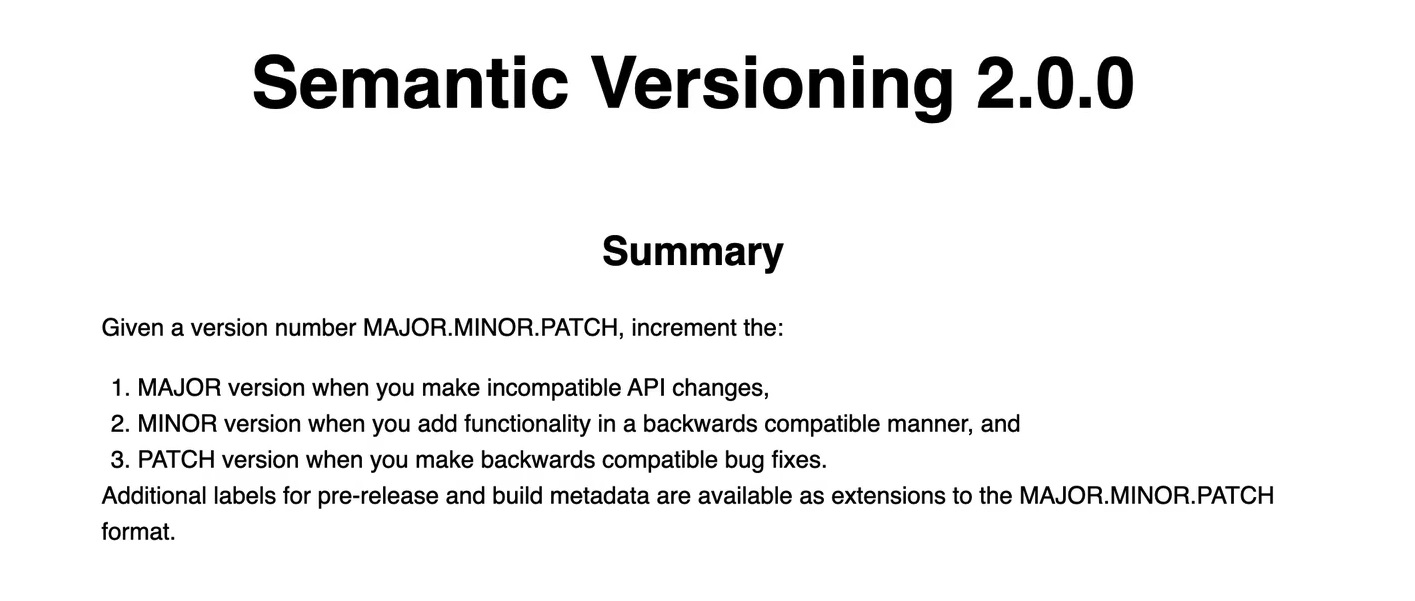 Semantic Versioning 2.0.0
Summary
Given a version number MAJOR.MINOR.PATCH, increment the:
1. MAJOR version when you make incompatible API changes,
2. MINOR version when you add functionality in a backwards compatible manner, and
3. PATCH version when you make backwards compatible bug fixes.
Additional labels for pre-release and build metadata are available as extensions to the MAJOR.MINOR.PATCH
format.